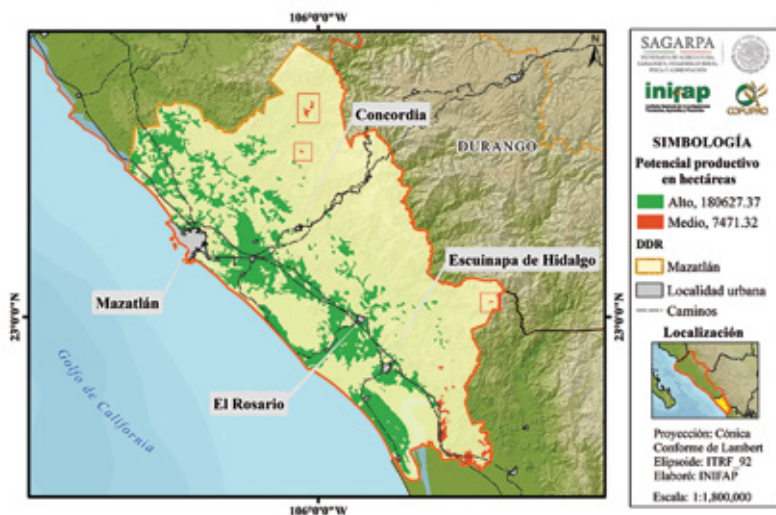 106°0'0"W
N
Concordia
DURANGO
Escuinapa de Hidalgo
Mazatlán
23°0'0"N
23°0'0"N
El Rosario
Golfo de California
106°0'0"W
SAGARPA
inifap
COFUPRO
SIMBOLOGÍA
Potencial productivo
en hectáreas
Alto, 180627.37
Medio, 7471.32
DDR
Mazatlán
Localidad urbana
Caminos
Localización
Proyección: Cónica
Conforme de Lambert
Elipsoide: ITRF_92
Elaboró: INIFAP
Escala: 1:1,800,000